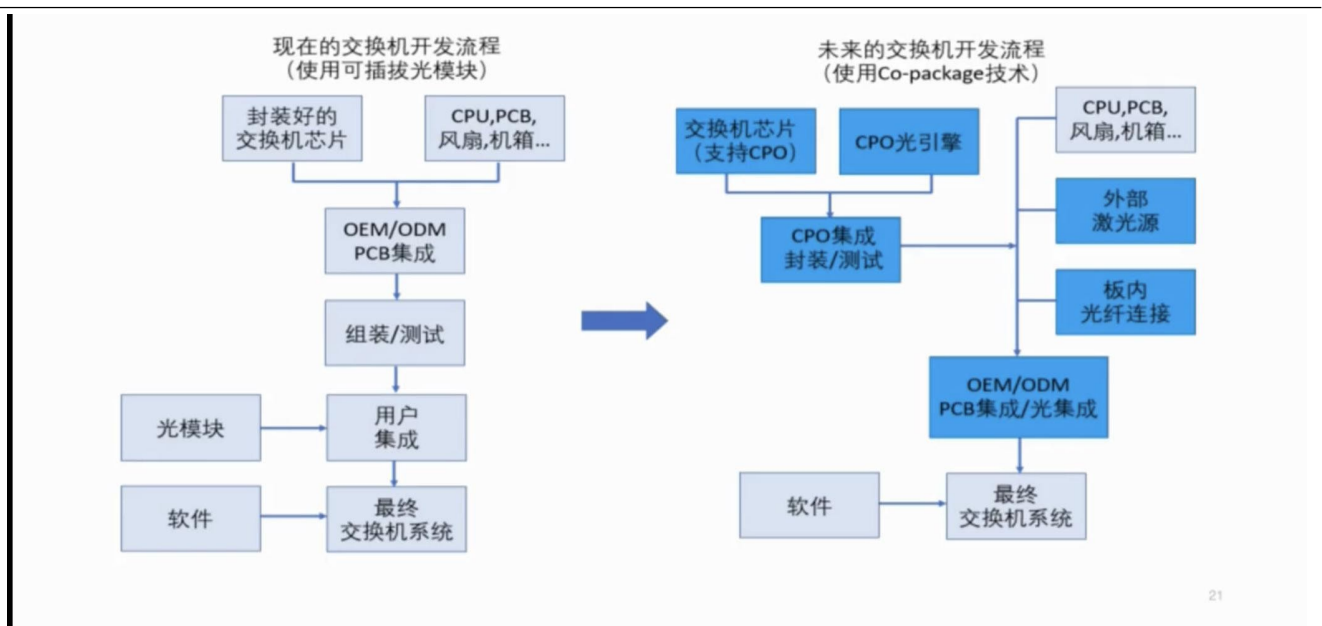 现在的交换机开发流程
（使用可插拔光模块）
封装好的
交换机芯片
CPU,PCB,
风扇,机箱...
OEM/ODM
PCB集成
组装/测试
光模块
用户
集成
软件
最终
交换机系统
未来的交换机开发流程
（使用Co-package技术）
交换机芯片
（支持CPO）
CPO光引擎
CPU,PCB,
风扇,机箱...
外部
激光源
CPO集成
封装/测试
板内
光纤连接
OEM/ODM
PCB集成/光集成
软件
最终
交换机系统
21